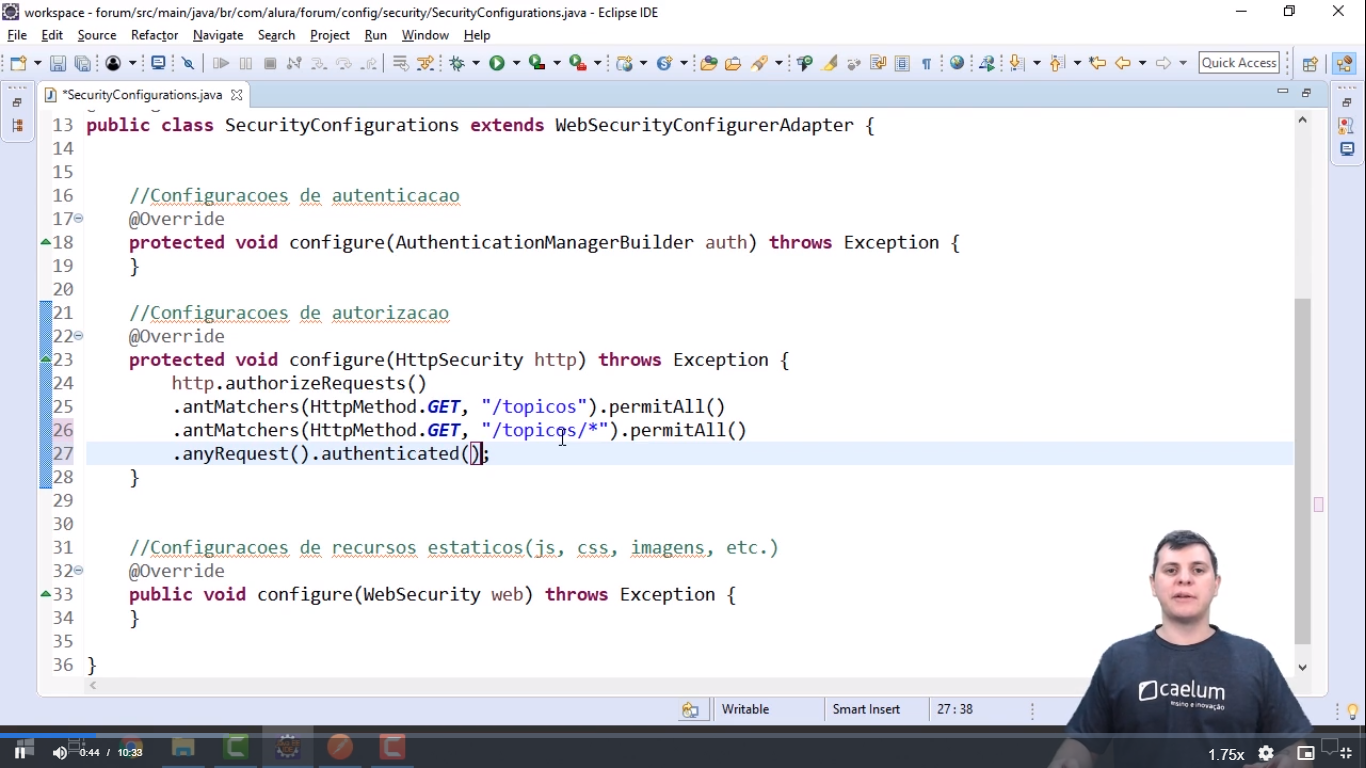 workspace - forum/src/main/java/br/com/alura/forum/config/security/SecurityConfigurations.java - Eclipse IDE
File Edit Source Refactor Navigate Search Project Run Window Help
Quick Access
*SecurityConfigurations.java
13 public class SecurityConfigurations extends WebSecurityConfigurerAdapter {
14
15
16 //Configuracoes de autenticacao
17 @Override
18 protected void configure(AuthenticationManagerBuilder auth) throws Exception {
19 }
20
21 //Configuracoes de autorizacao
22 @Override
23 protected void configure(HttpSecurity http) throws Exception {
24 http.authorizeRequests()
25 .antMatchers(HttpMethod.GET, "/topicos").permitAll()
26 .antMatchers(HttpMethod.GET, "/topicos/*").permitAll()
27 .anyRequest().authenticated();
28 }
29
30
31 //Configuracoes de recursos estaticos(js, css, imagens, etc.)
32 @Override
33 public void configure(WebSecurity web) throws Exception {
34 }
35
36 }
caelum
ensino e inovação
Writable Smart Insert 27 : 38
0:44 / 10:33 1.75x